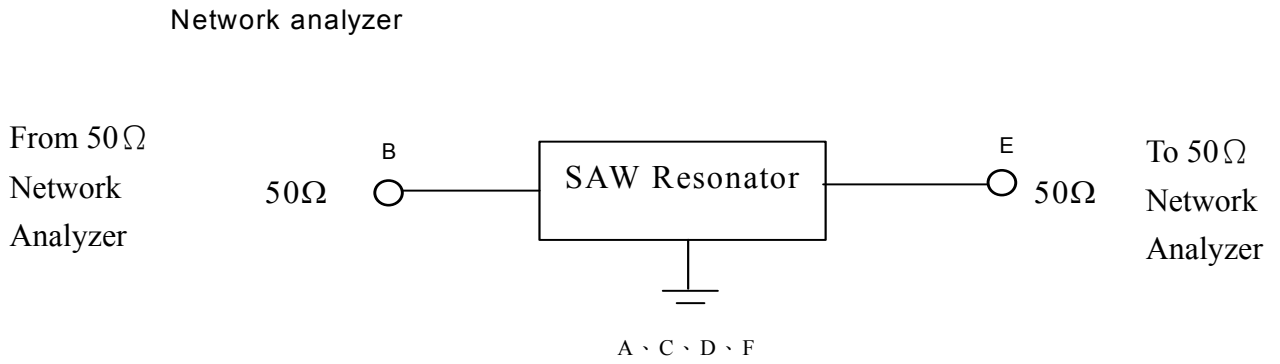 Network analyzer
From 50Ω
Network
Analyzer
50Ω
B
SAW Resonator
E
50Ω
To 50Ω
Network
Analyzer
A、C、D、F